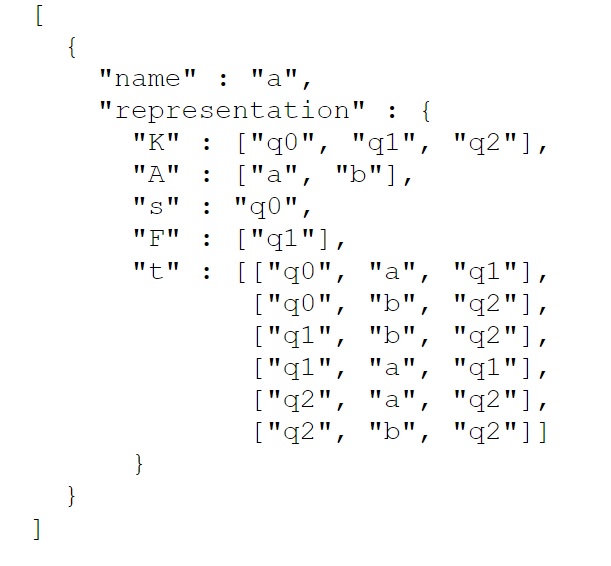 [
  {
    "name" : "a",
    "representation" : {
      "K" : ["q0", "q1", "q2"],
      "A" : ["a", "b"],
      "s" : "q0",
      "F" : ["q1"],
      "t" : [["q0", "a", "q1"],
             ["q0", "b", "q2"],
             ["q1", "b", "q2"],
             ["q1", "a", "q1"],
             ["q2", "a", "q2"],
             ["q2", "b", "q2"]]
      }
  }
]